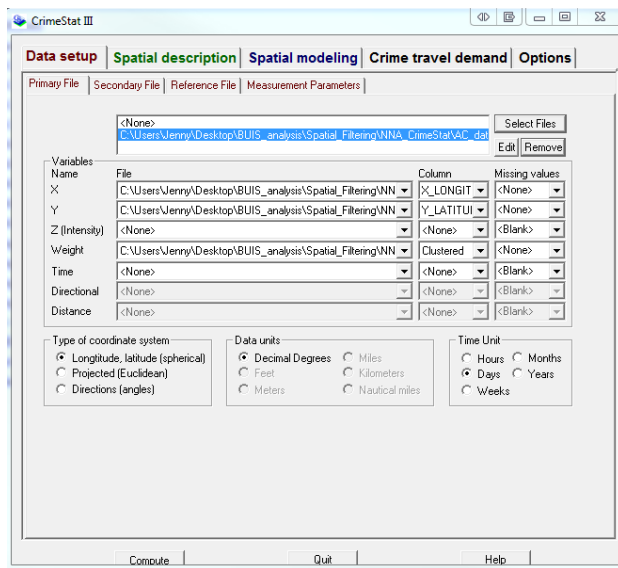 CrimeStat III
Data setup Spatial description Spatial modeling Crime travel demand Options
Primary File Secondary File Reference File Measurement Parameters
<None>
C:\Users\Jenny\Desktop\BUIS_analysis\Spatial_Filtering\NNA_CrimeStat\AC_dat
Select Files
Edit Remove
Variables
Name File Column Missing values
X C:\Users\Jenny\Desktop\BUIS_analysis\Spatial_Filtering\NN X_LONGIT <None>
Y C:\Users\Jenny\Desktop\BUIS_analysis\Spatial_Filtering\NN Y_LATITUI <None>
Z (Intensity) <None> <None> <Blank>
Weight C:\Users\Jenny\Desktop\BUIS_analysis\Spatial_Filtering\NN Clustered <None>
Time <None> <None> <Blank>
Directional <None> <None> <Blank>
Distance <None> <None> <Blank>
Type of coordinate system Data units Time Unit
Longtitude, latitude (spherical) Decimal Degrees Miles Hours Months
Projected (Euclidean) Feet Kilometers Days Years
Directions (angles) Meters Nautical miles Weeks
Compute Quit Help